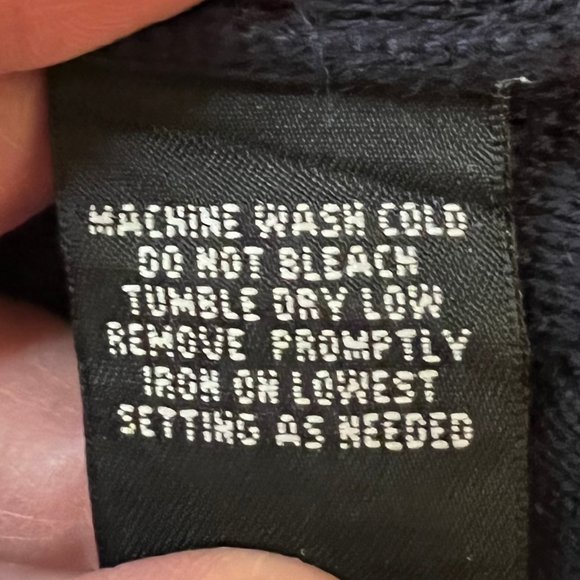 MACHINE WASH COLD
DO NOT BLEACH
TUMBLE DRY LOW
REMOVE PROMPTLY
IRON ON LOWEST
SETTING AS NEEDED